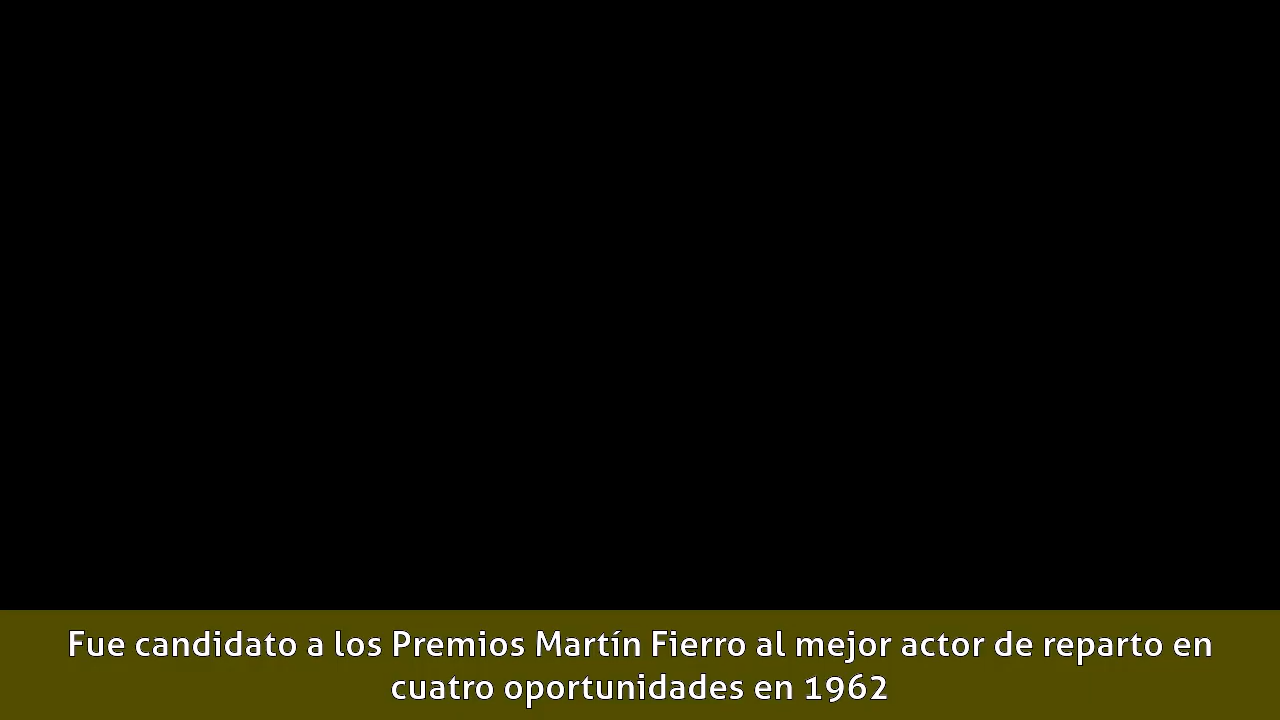 Fue candidato a los Premios Martín Fierro al mejor actor de reparto en
cuatro oportunidades en 1962